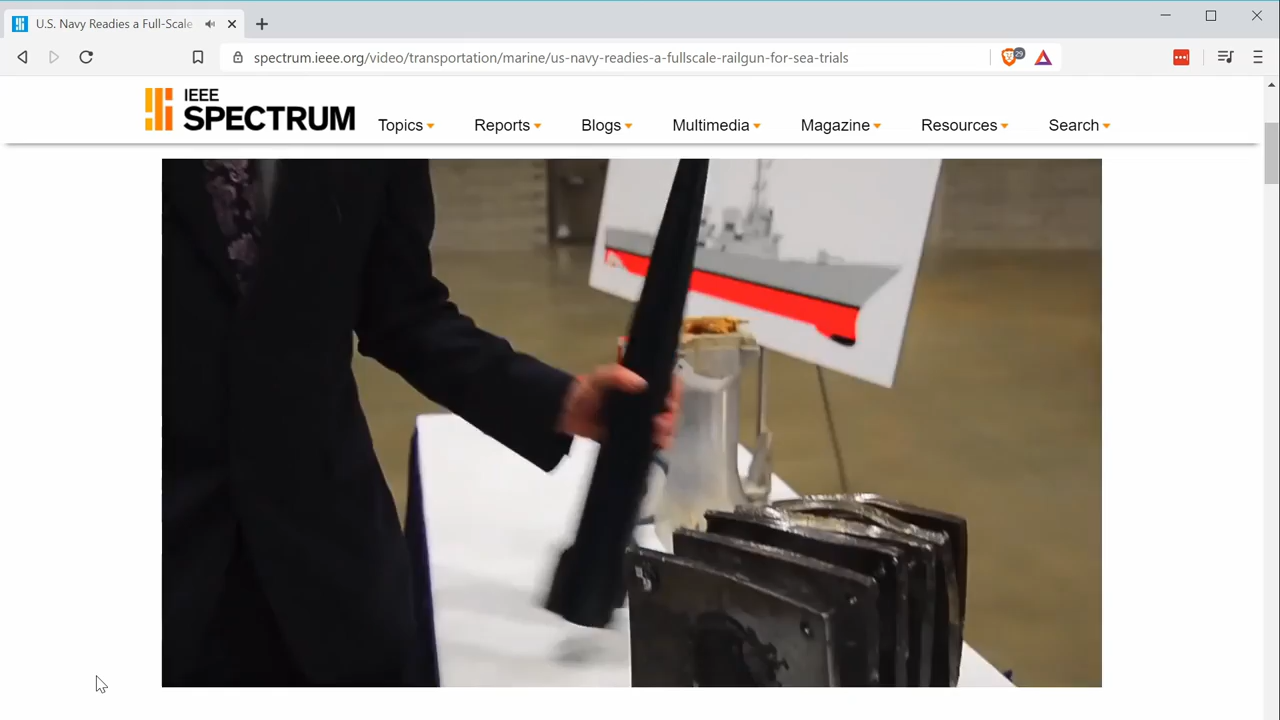 U.S. Navy Readies a Full-Scale
spectrum.ieee.org/video/transportation/marine/us-navy-readies-a-fullscale-railgun-for-sea-trials
29
IEEE
SPECTRUM
Topics
Reports
Blogs
Multimedia
Magazine
Resources
Search